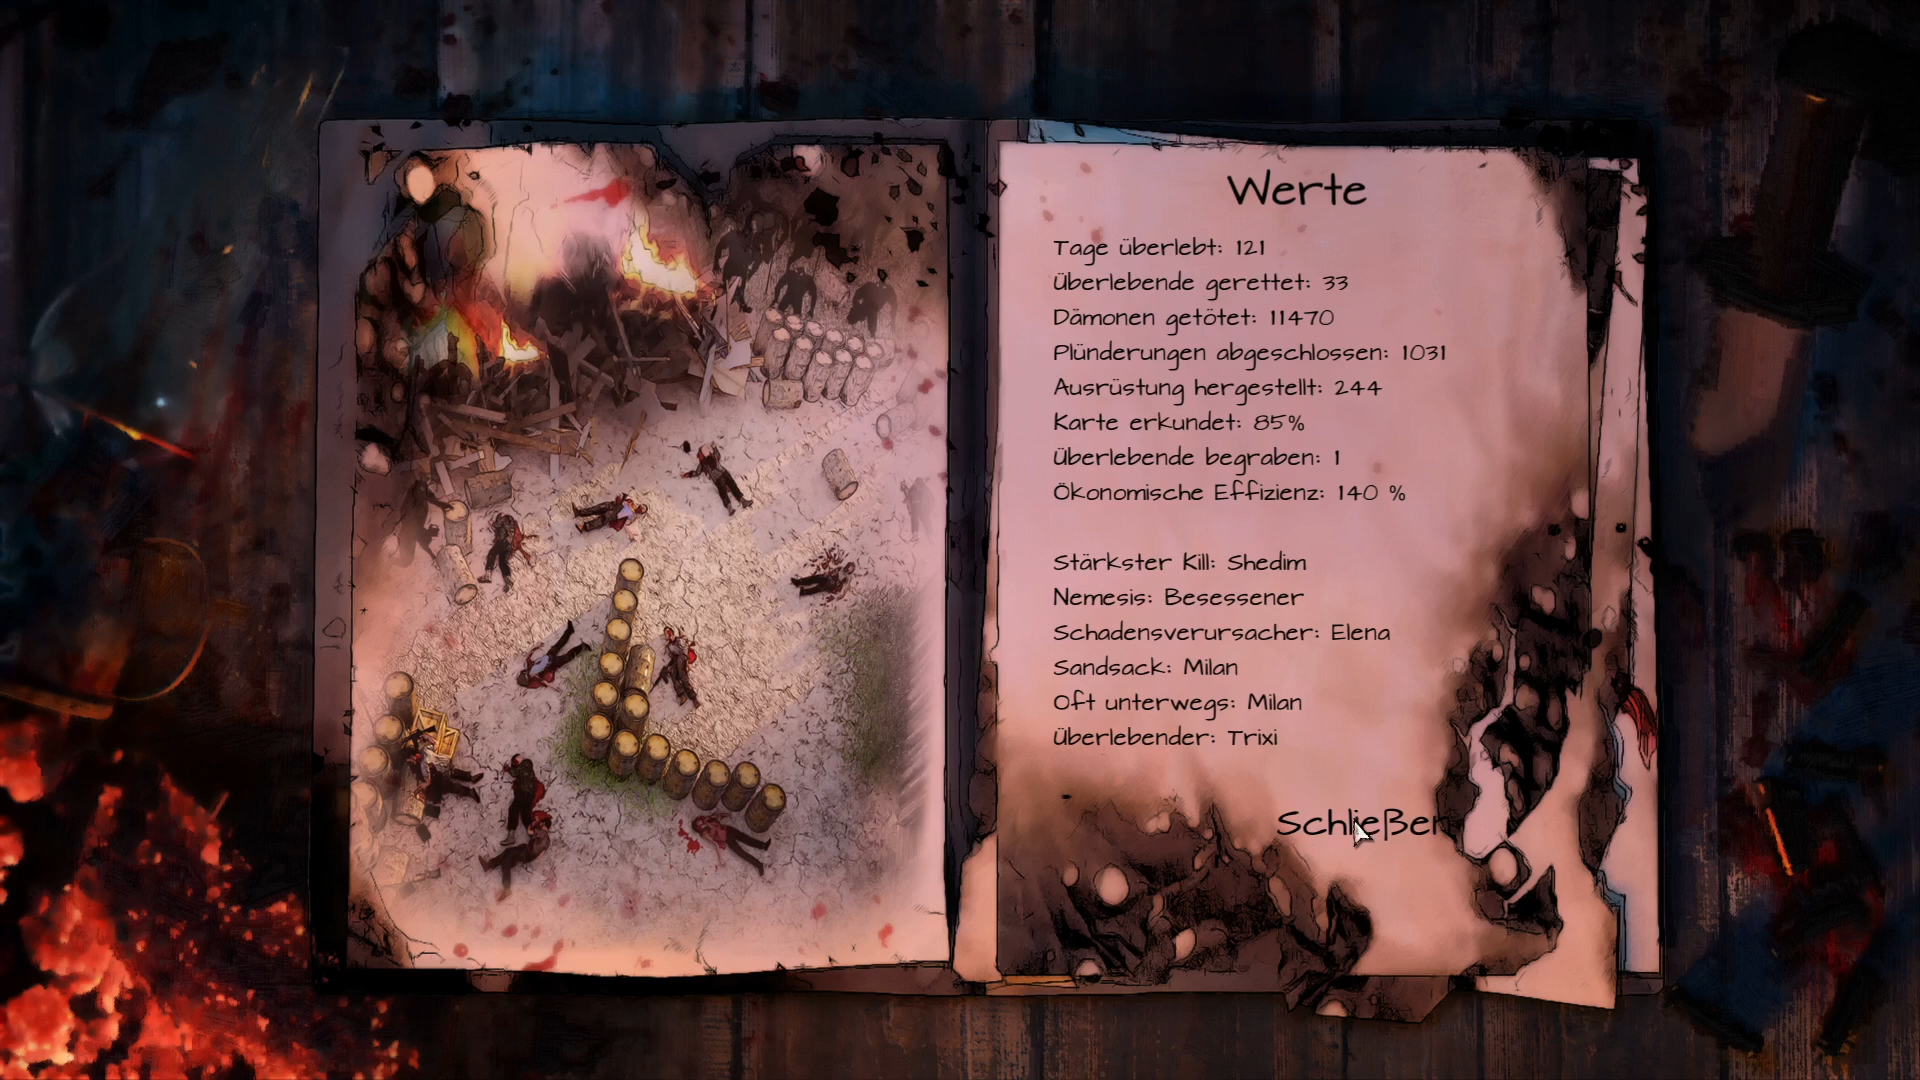 Werte
Tage überlebt: 121
Überlebende gerettet: 33
Dämonen getötet: 11470
Plünderungen abgeschlossen: 1031
Ausrüstung hergestellt: 244
Karte erkundet: 85%
Überlebende begraben: 1
Ökonomische Effizienz: 140 %
Stärkster Kill: Shedim
Nemesis: Besessener
Schadensverursacher: Elena
Sandsack: Milan
Oft unterwegs: Milan
Überlebender: Trixi
Schließen